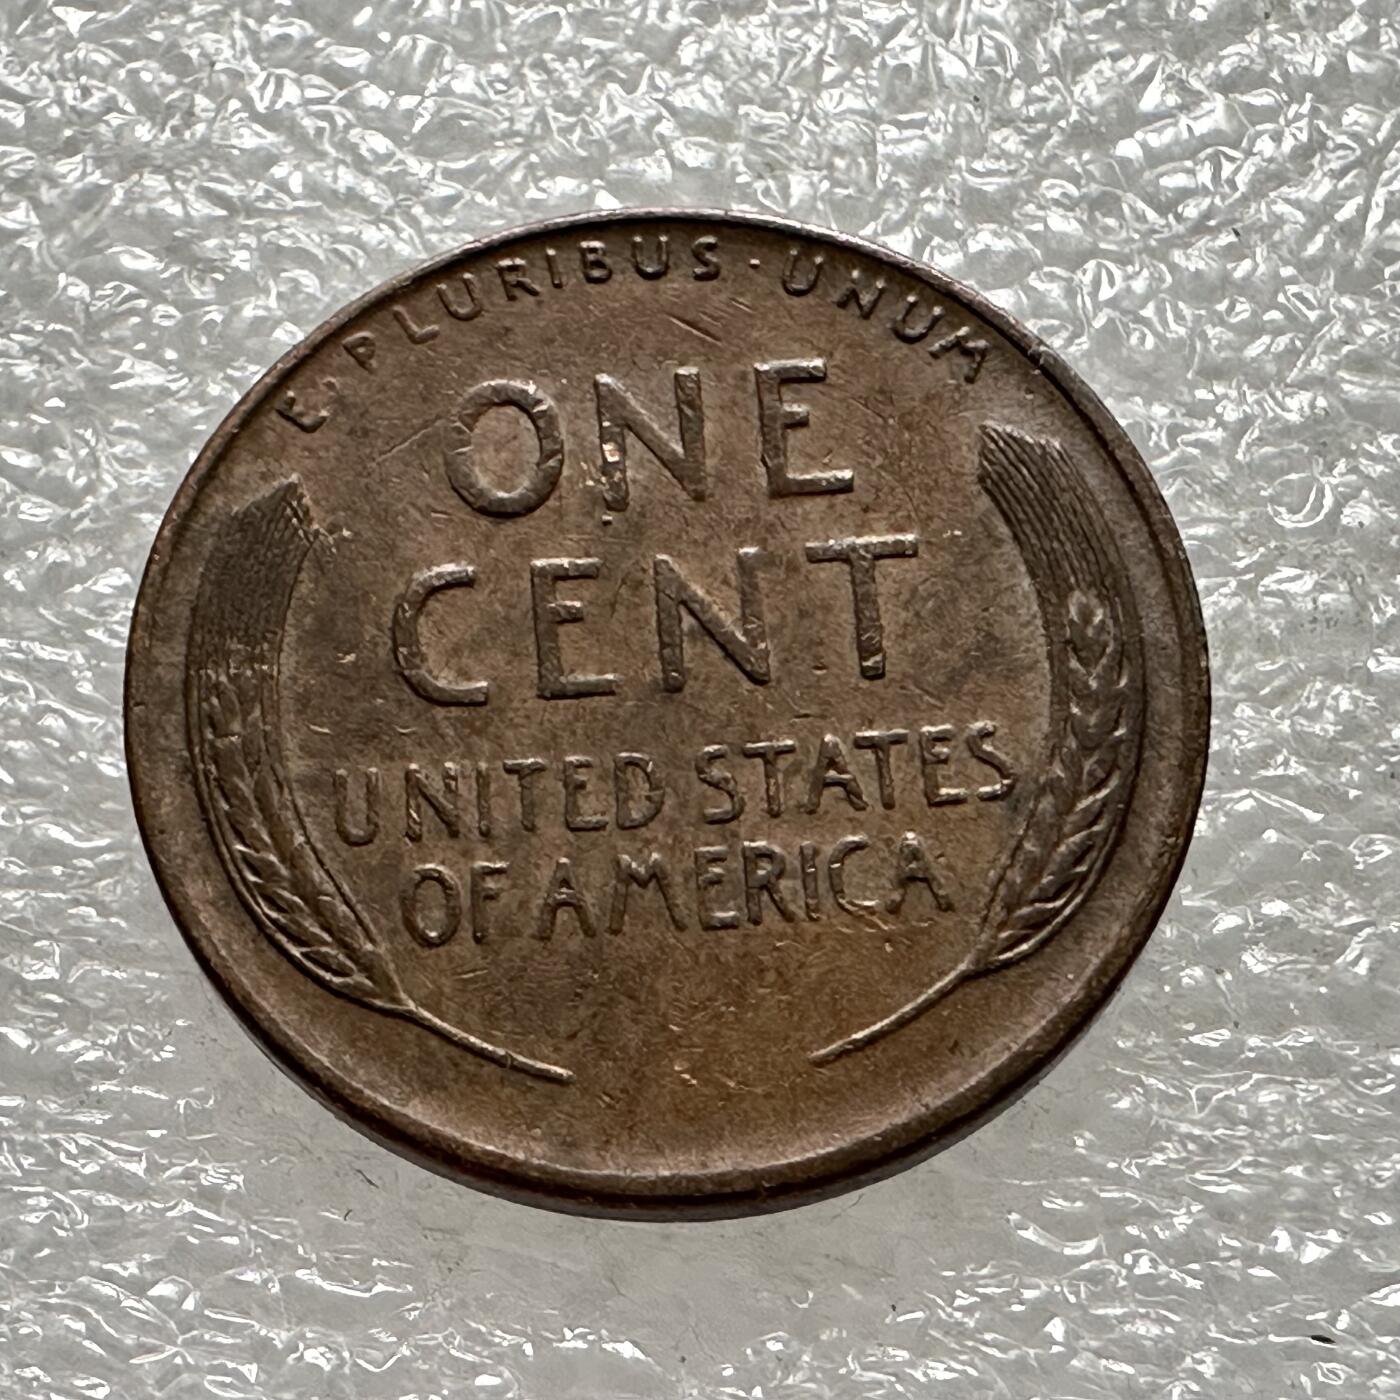 E·PLURIBUS·UNUM
ONE
CENT
UNITED STATES
OF AMERICA